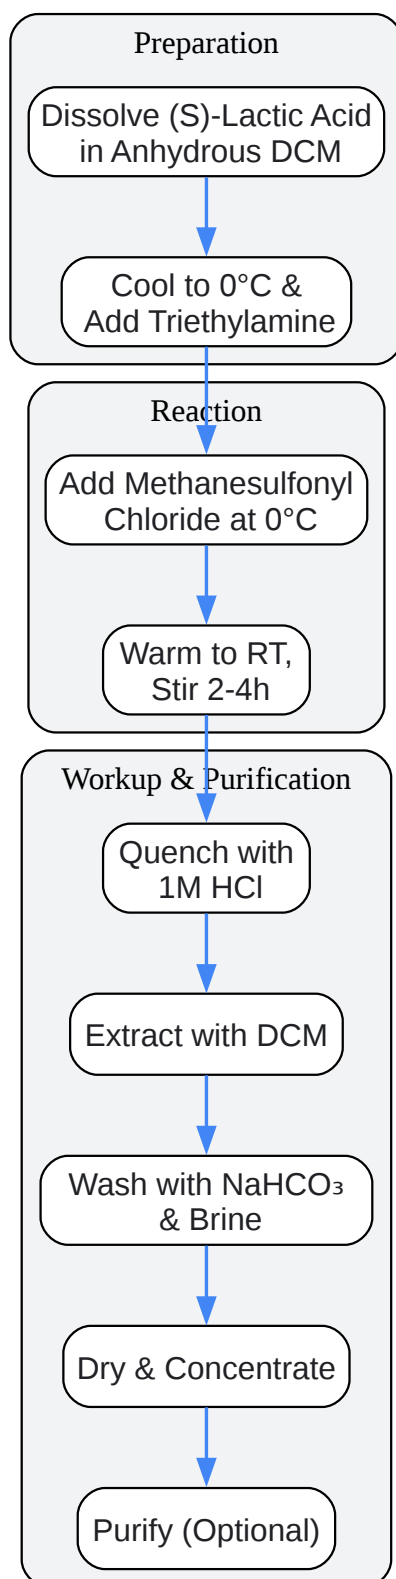 Preparation
Dissolve (S)-Lactic Acid
in Anhydrous DCM
Cool to 0°C &
Add Triethylamine
Reaction
Add Methanesulfonyl
Chloride at 0°C
Warm to RT,
Stir 2-4h
Workup & Purification
Quench with
1M HCl
Extract with DCM
Wash with NaHCO₃
& Brine
Dry & Concentrate
Purify (Optional)